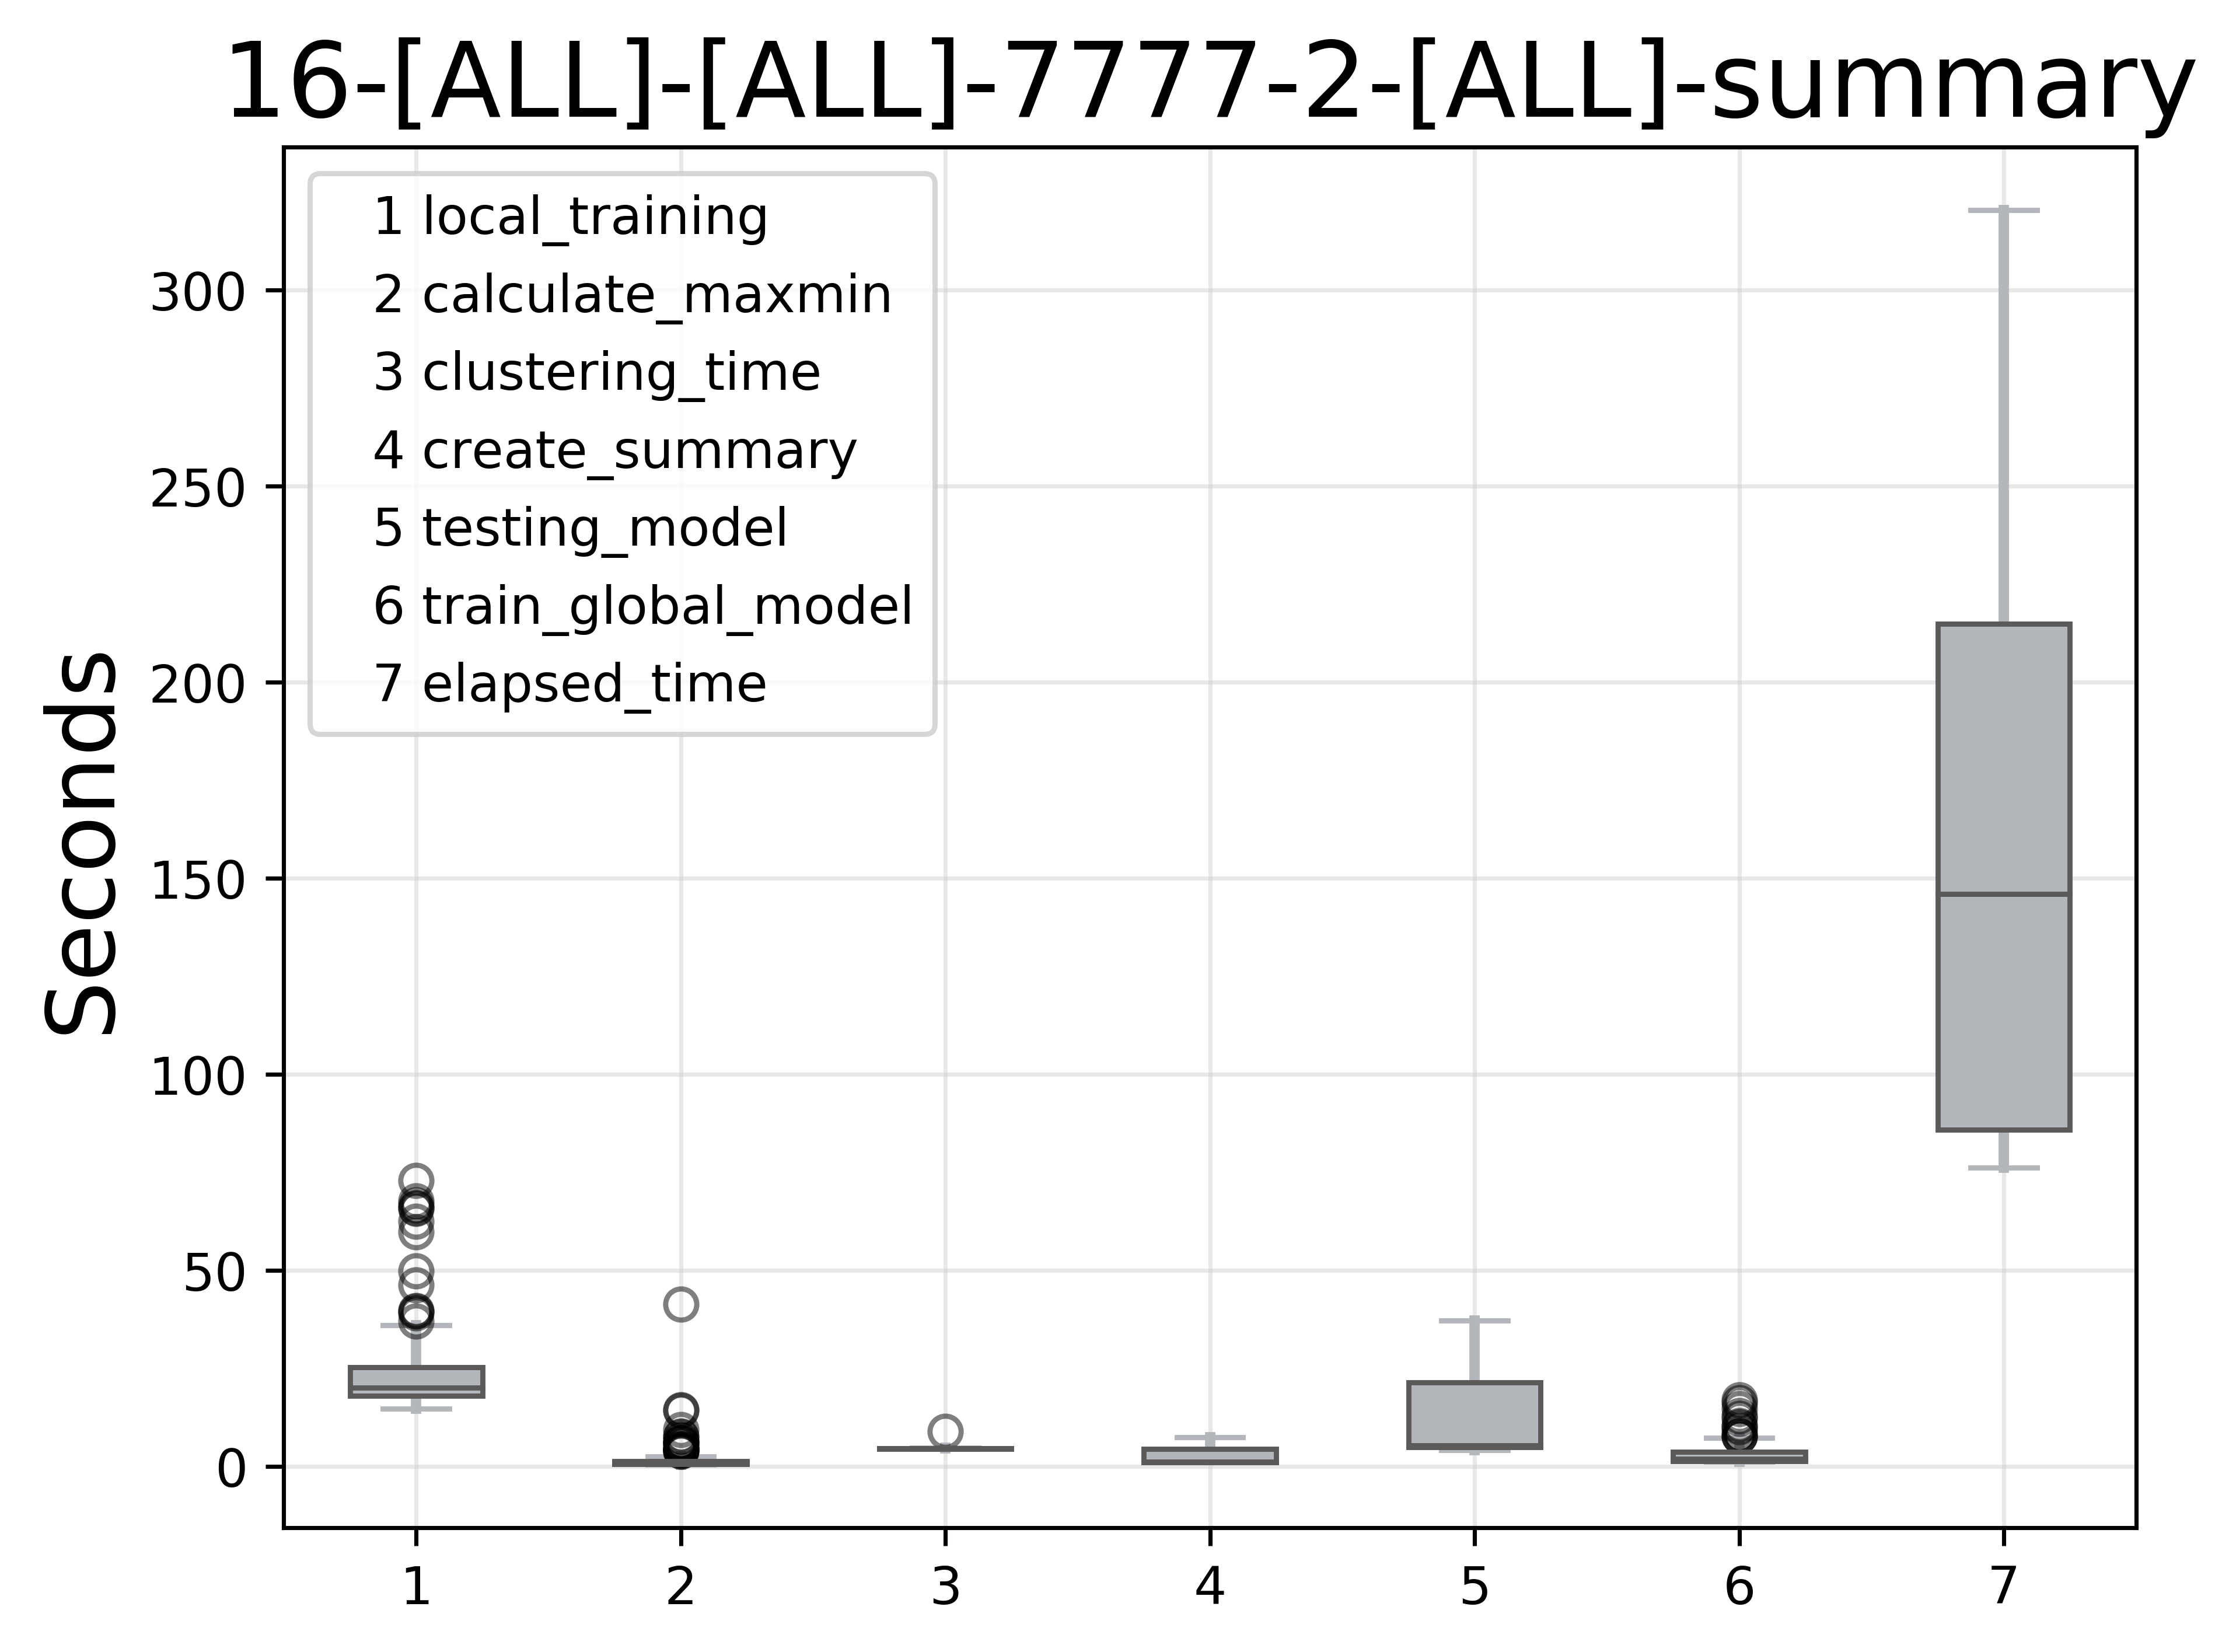 16-[ALL]-[ALL]-7777-2-[ALL]-summary
1 local_training
2 calculate_maxmin
3 clustering_time
4 create_summary
5 testing_model
6 train_global_model
7 elapsed_time
Seconds
300
250
200
150
100
50
0
1 2 3 4 5 6 7